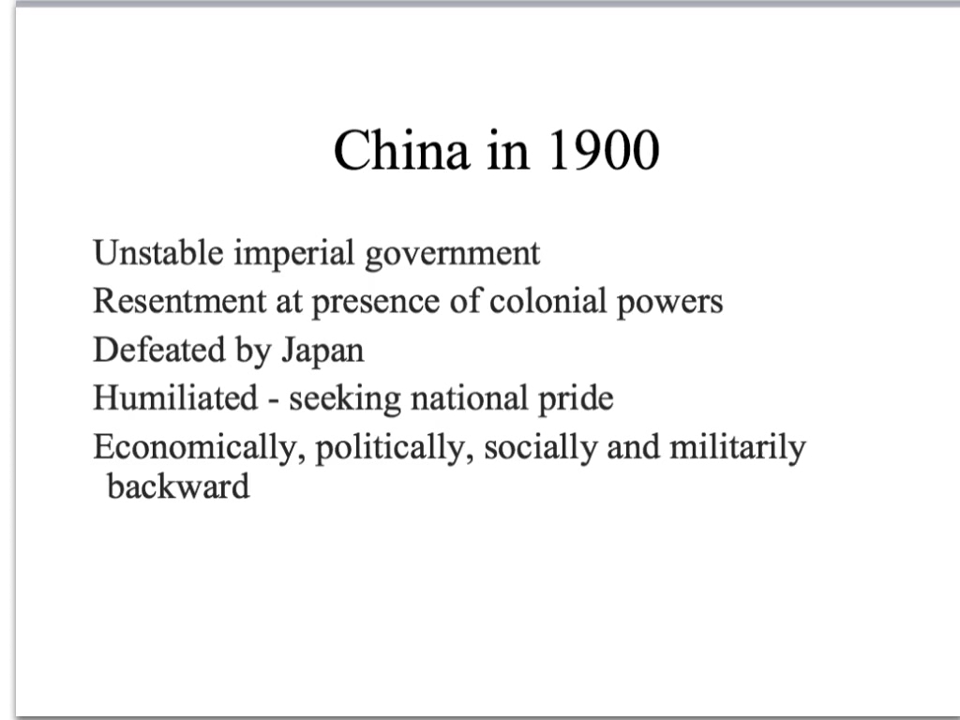 China in 1900
Unstable imperial government
Resentment at presence of colonial powers
Defeated by Japan
Humiliated - seeking national pride
Economically, politically, socially and militarily
backward